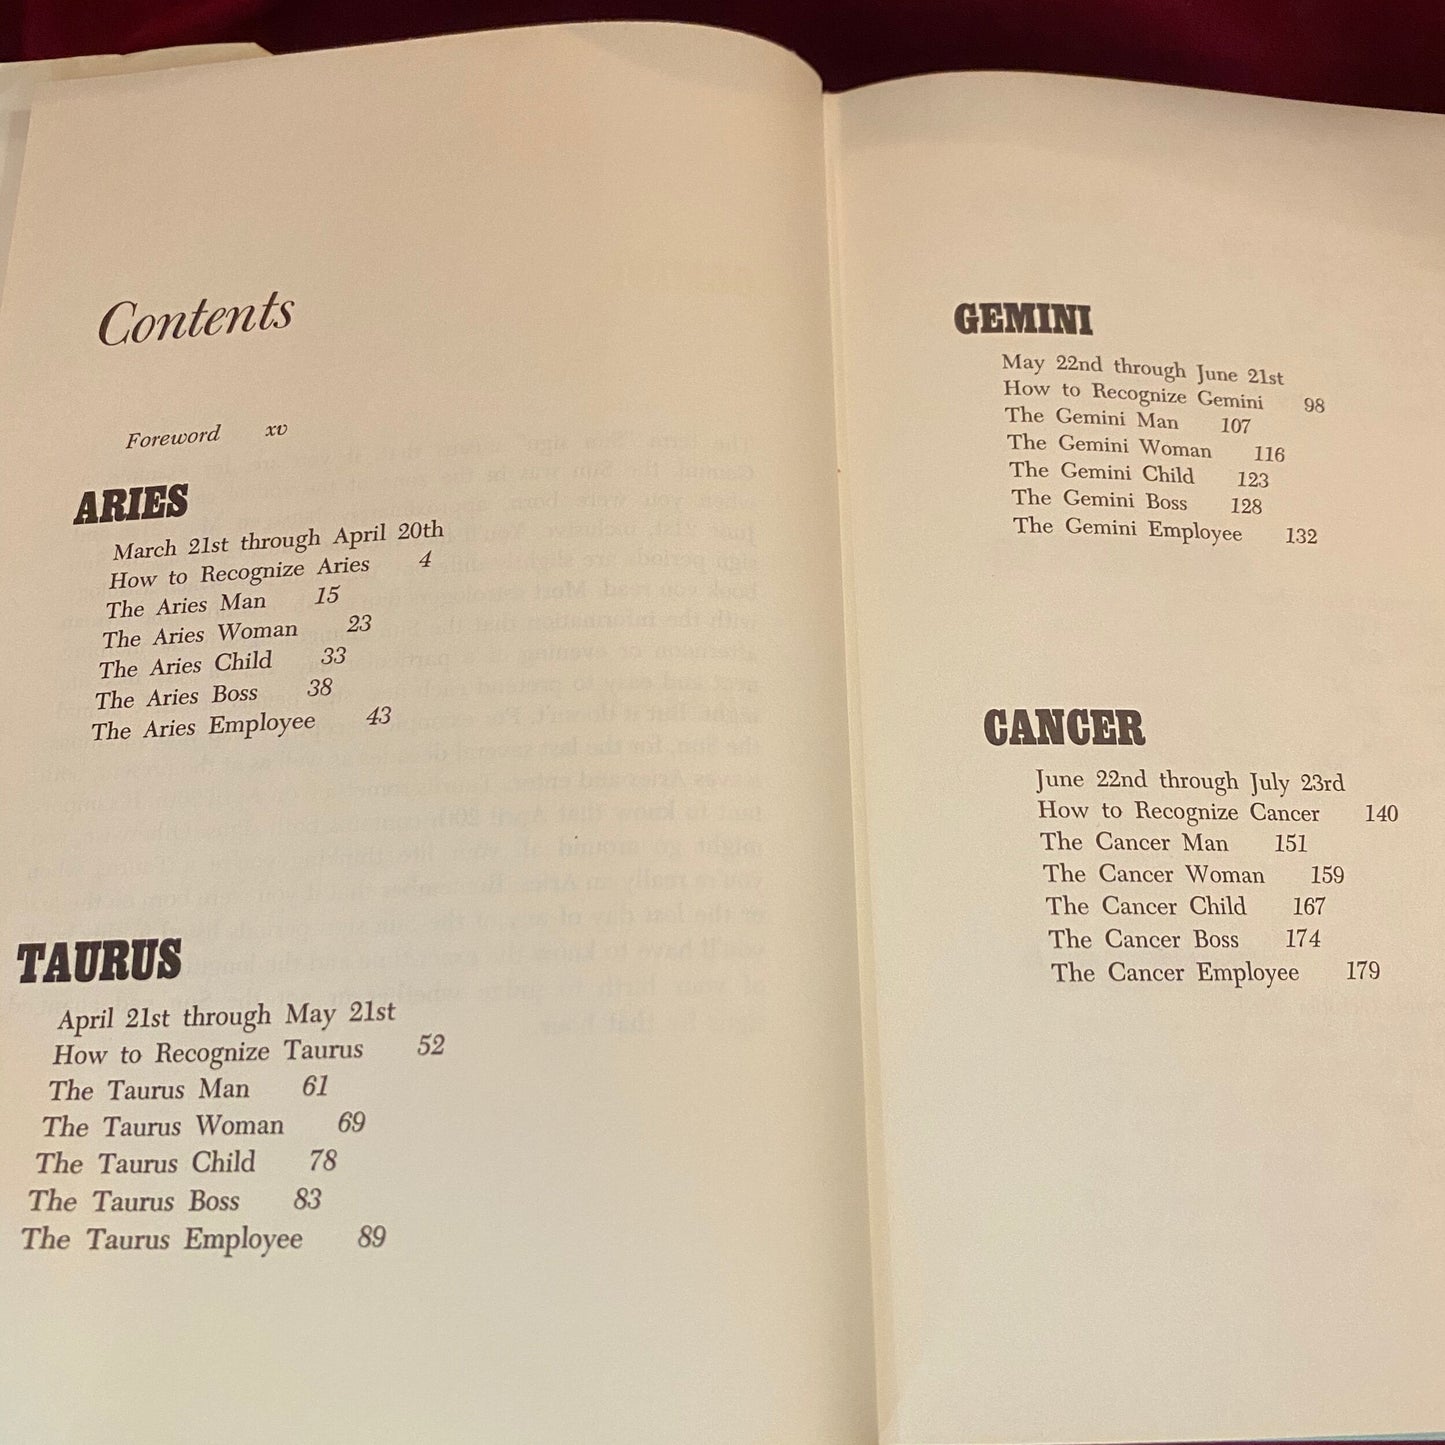 Contents
Foreword xv
ARIES
March 21st through April 20th
How to Recognize Aries 4
The Aries Man 15
The Aries Woman 23
The Aries Child 33
The Aries Boss 38
The Aries Employee 43
TAURUS
April 21st through May 21st
How to Recognize Taurus 52
The Taurus Man 61
The Taurus Woman 69
The Taurus Child 78
The Taurus Boss 83
The Taurus Employee 89
GEMINI
May 22nd through June 21st
How to Recognize Gemini 98
The Gemini Man 107
The Gemini Woman 116
The Gemini Child 123
The Gemini Boss 128
The Gemini Employee 132
CANCER
June 22nd through July 23rd
How to Recognize Cancer 140
The Cancer Man 151
The Cancer Woman 159
The Cancer Child 167
The Cancer Boss 174
The Cancer Employee 179